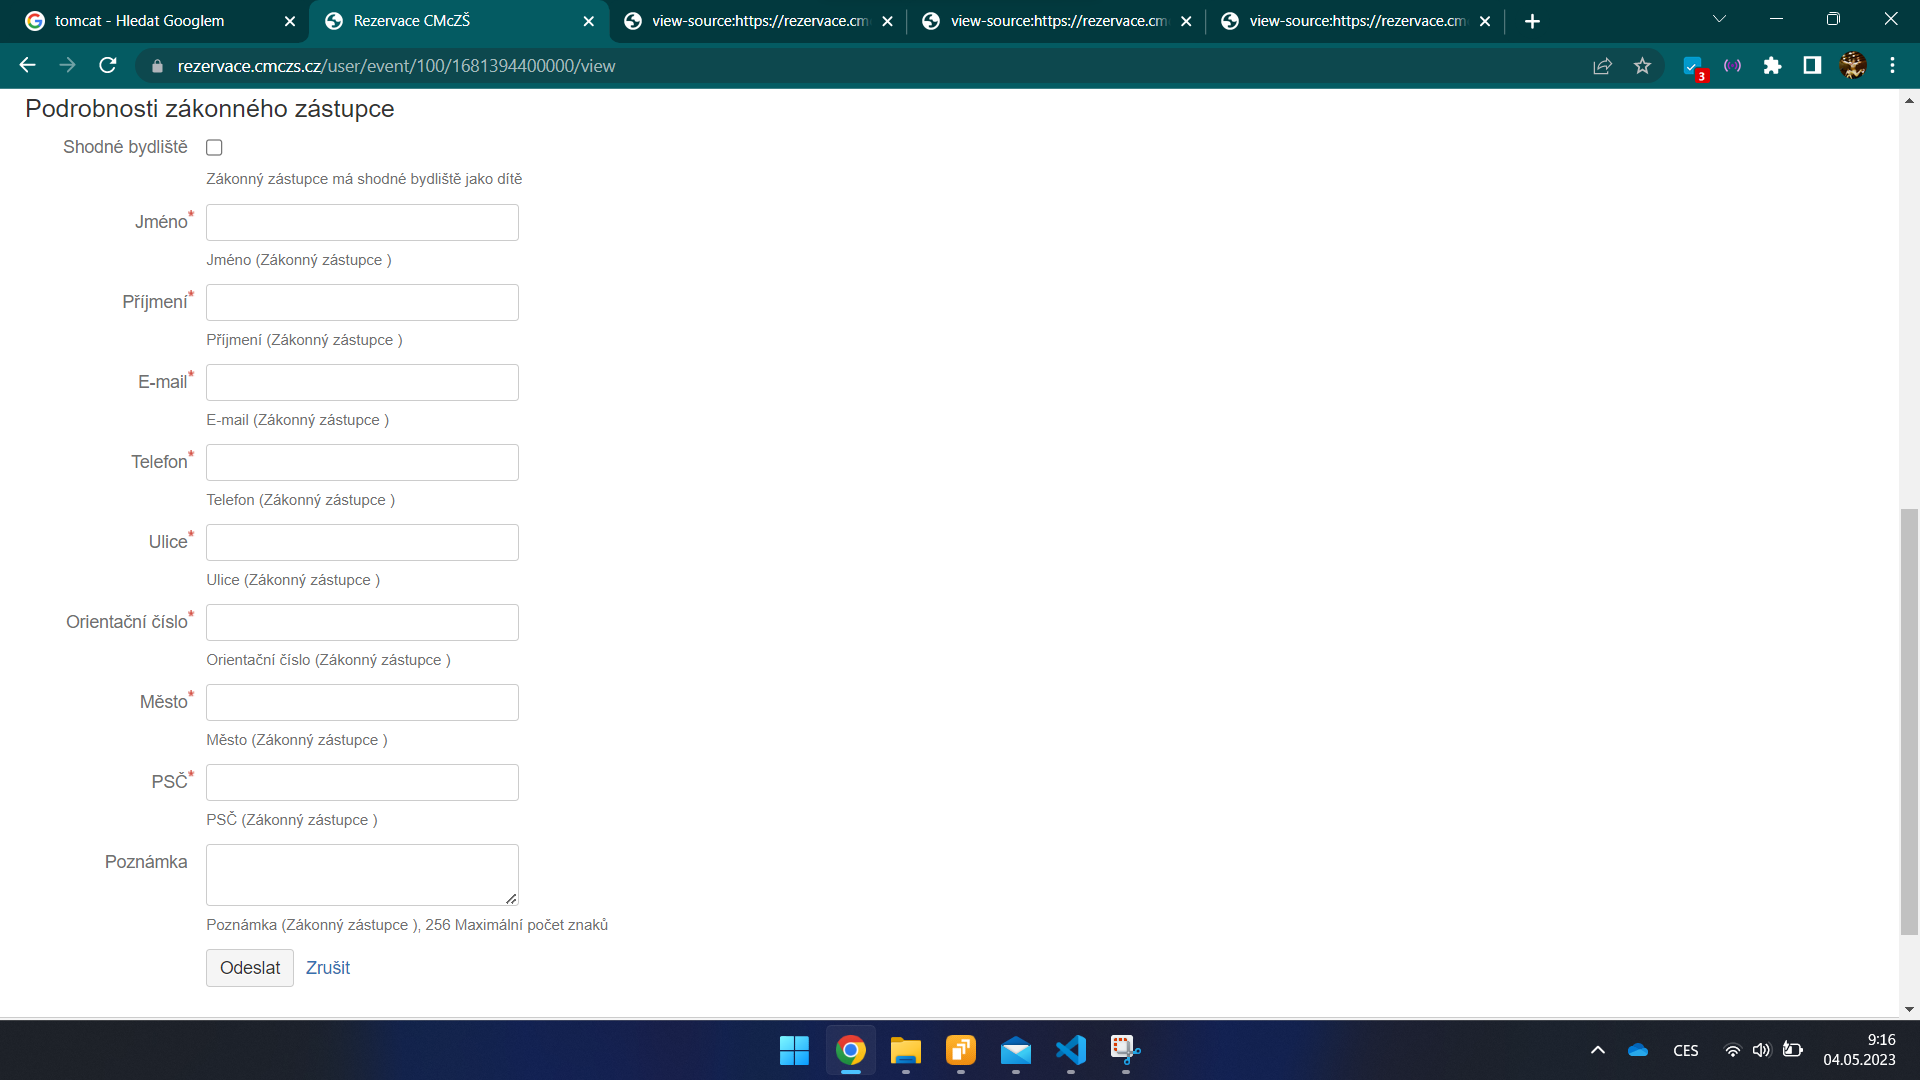 tomcat - Hledat Googlem
Rezervace CMcZŠ
view-source:https://rezervace.cm
view-source:https://rezervace.cm
view-source:https://rezervace.cm
rezervace.cmczs.cz/user/event/100/1681394400000/view
3
Podrobnosti zákonného zástupce
Shodné bydliště
Zákonný zástupce má shodné bydliště jako dítě
Jméno*
Jméno (Zákonný zástupce )
Příjmení*
Příjmení (Zákonný zástupce )
E-mail*
E-mail (Zákonný zástupce )
Telefon*
Telefon (Zákonný zástupce )
Ulice*
Ulice (Zákonný zástupce )
Orientační číslo*
Orientační číslo (Zákonný zástupce )
Město*
Město (Zákonný zástupce )
PSČ*
PSČ (Zákonný zástupce )
Poznámka
Poznámka (Zákonný zástupce ), 256 Maximální počet znaků
Odeslat Zrušit
CES
9:16
04.05.2023